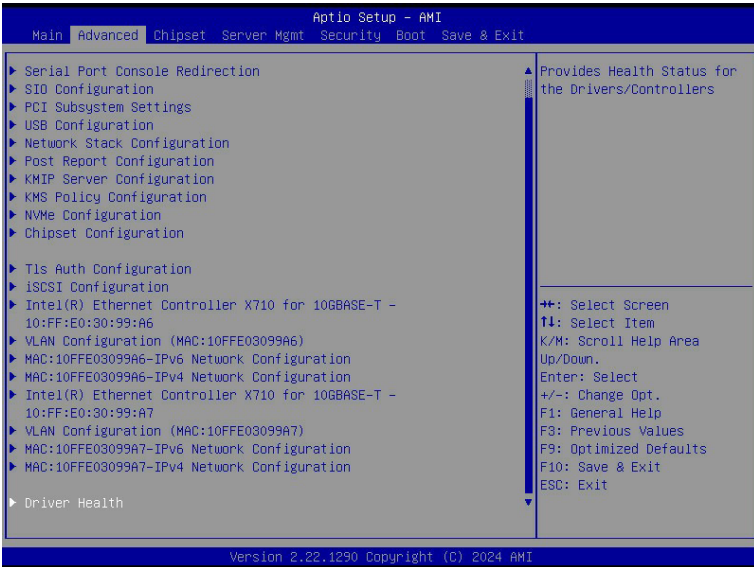 Aptio Setup - AMI
Main Advanced Chipset Server Mgmt Security Boot Save & Exit
Serial Port Console Redirection
SIO Configuration
PCI Subsystem Settings
USB Configuration
Network Stack Configuration
Post Report Configuration
KMIP Server Configuration
KMS Policy Configuration
NVMe Configuration
Chipset Configuration
Tls Auth Configuration
iSCSI Configuration
Intel(R) Ethernet Controller X710 for 10GBASE-T -
10:FF:E0:30:99:A6
VLAN Configuration (MAC:10FFE03099A6)
MAC:10FFE03099A6-IPv6 Network Configuration
MAC:10FFE03099A6-IPv4 Network Configuration
Intel(R) Ethernet Controller X710 for 10GBASE-T -
10:FF:E0:30:99:A7
VLAN Configuration (MAC:10FFE03099A7)
MAC:10FFE03099A7-IPv6 Network Configuration
MAC:10FFE03099A7-IPv4 Network Configuration
Driver Health
Provides Health Status for
the Drivers/Controllers
→←: Select Screen
↑↓: Select Item
K/M: Scroll Help Area
Up/Down.
Enter: Select
+/-: Change Opt.
F1: General Help
F3: Previous Values
F9: Optimized Defaults
F10: Save & Exit
ESC: Exit
Version 2.22.1290 Copyright (C) 2024 AMI